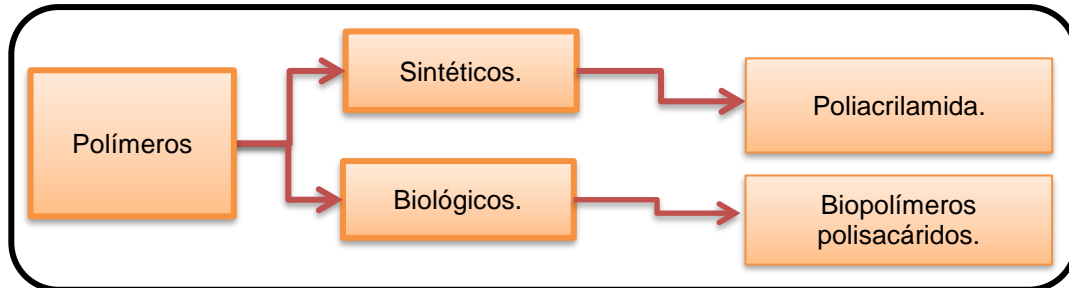 Polímeros
Sintéticos.
Poliacrilamida.
Biológicos.
Biopolímeros
polisacáridos.